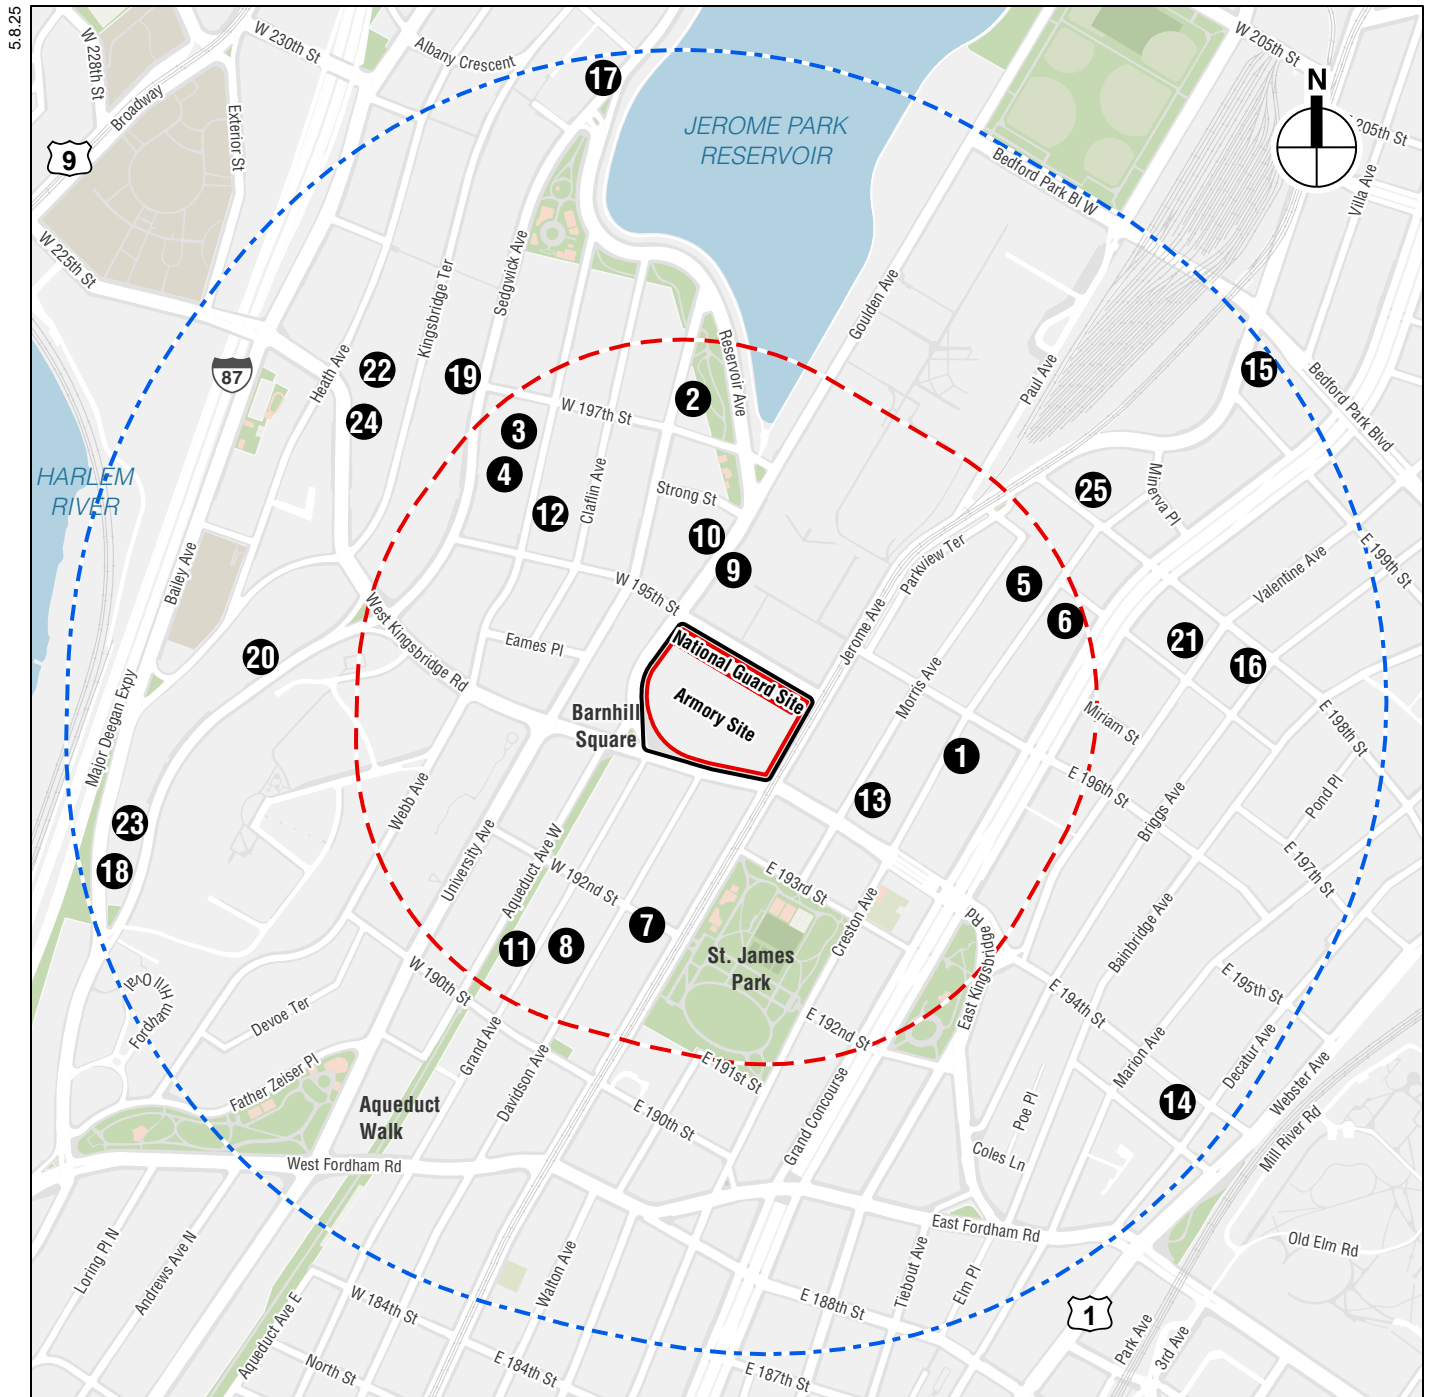 5.8.25
W 228th St
W 230th St
Albany Crescent
17
W 205th St
Broadway
Exterior St
JEROME PARK
RESERVOIR
N
205th St
9
Bedford Park Bl W
Villa Ave
W 225th St
Kingsbridge Ter
Sedgwick Ave
Goulden Ave
Heath Ave
87
22
19
Reservoir Ave
2
Paul Ave
15
Bedford Park Blvd
24
3
W 197th St
4
HARLEM
RIVER
12
Claflin Ave
Strong St
25
Minerva Pl
10
9
Bailey Ave
W 195th St
Parkview Ter
5
Valentine Ave
E 199th St
6
West Kingsbridge Rd
Eames Pl
Jerome Ave
20
21
16
National Guard Site
Armory Site
Morris Ave
Barnhill
Square
Miriam St
E 198th St
Major Deegan Expy
1
E 196th St
13
Webb Ave
Briggs Ave
Pond Pl
23
18
University Ave
Aqueduct Ave W
W 192nd St
E 193rd St
E 197th St
7
Creston Ave
East Kingsbridge Rd
11
8
St. James
Park
Bainbridge Ave
W 190th St
Fordham Hill Oval
Devoe Ter
E 195th St
E 194th St
E 192nd St
Grand Ave
Davidson Ave
E 191st St
Marion Ave
Decatur Ave
Webster Ave
Father Zeiser Pl
Aqueduct
Walk
E 190th St
Grand Concourse
Poe Pl
14
Mill River Rd
Coles Ln
West Fordham Rd
East Fordham Rd
Old Elm Rd
Loring Pl N
Andrews Ave N
Walton Ave
Tiebout Ave
Elm Pl
W 184th St
E 188th St
1
Aqueduct Ave E
North St
E 184th St
E 187th St
Park Ave
3rd Ave